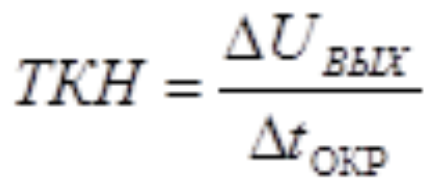 ТКН = ΔU_ВЫХ / Δt_ОКР